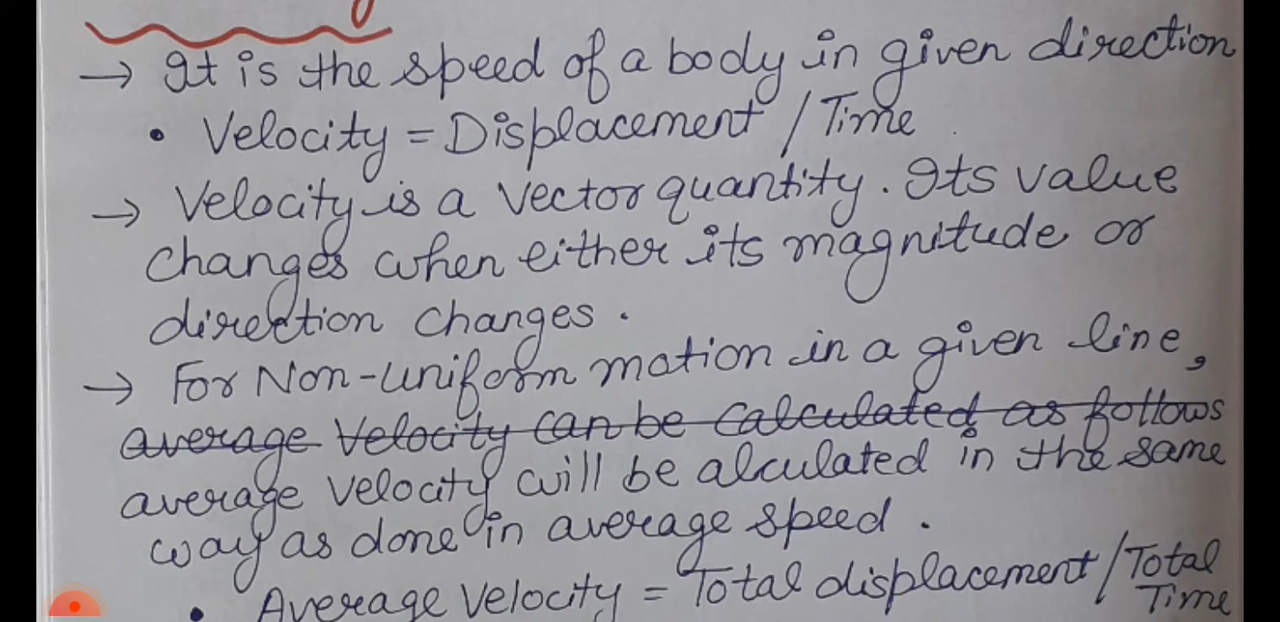 → It is the speed of a body in given direction
• Velocity = Displacement / Time
→ Velocity is a vector quantity. Its value
changes when either its magnitude or
direction changes.
→ For Non-uniform motion in a given line,
average velocity can be calculated as follows
average velocity will be alculated in the same
way as done in average speed.
• Average velocity = Total displacement / Total
Time